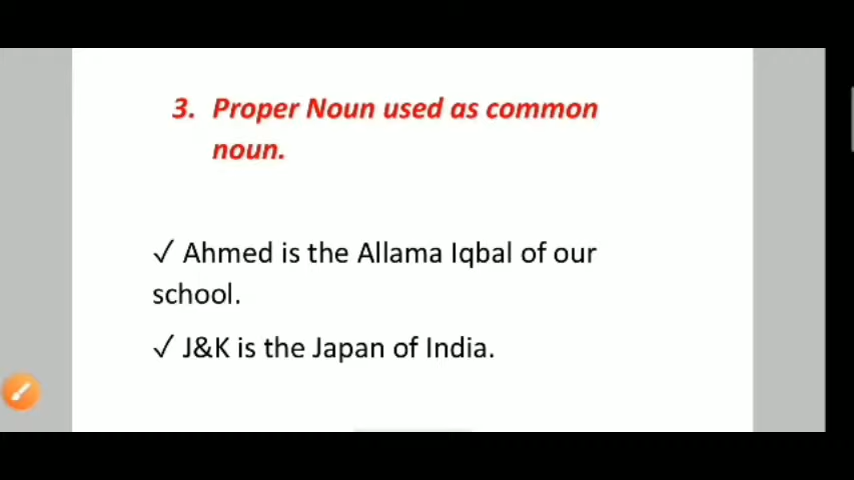 3. Proper Noun used as common
noun.
✓ Ahmed is the Allama Iqbal of our
school.
✓ J&K is the Japan of India.